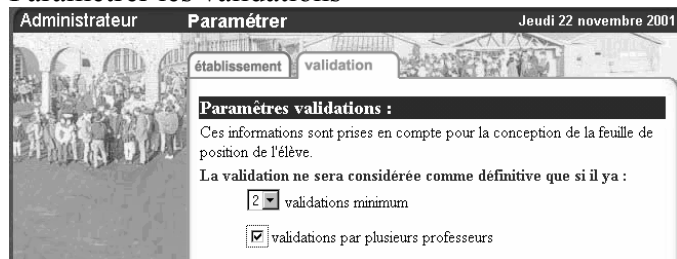 Paramétrer les validations
Administrateur Paramétrer Jeudi 22 novembre 2001
établissement validation
Paramêtres validations :
Ces informations sont prises en compte pour la conception de la feuille de
position de l'élève.
La validation ne sera considérée comme définitive que si il ya :
2 validations minimum
validations par plusieurs professeurs